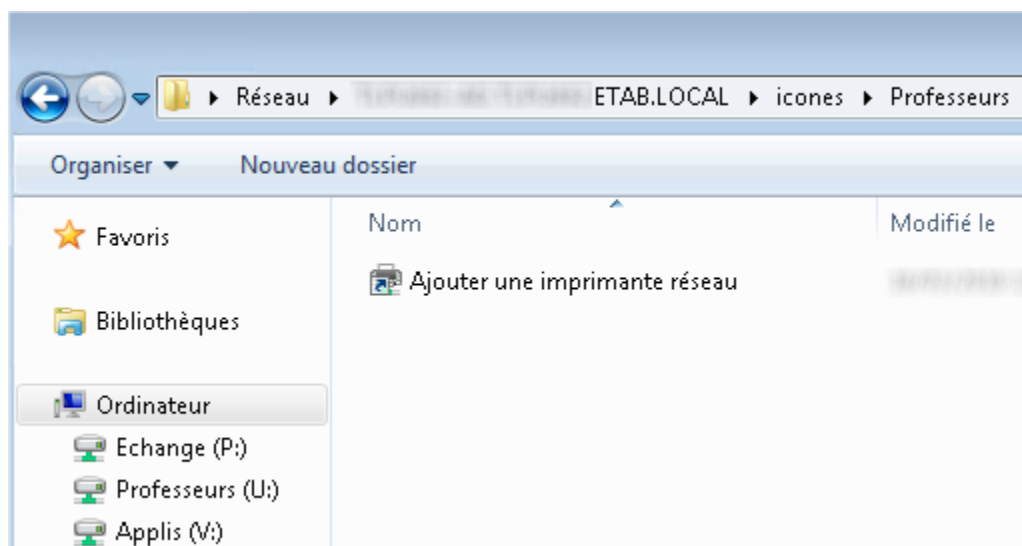 Réseau ETAB.LOCAL icones Professeurs
Organiser Nouveau dossier
Favoris
Bibliothèques
Ordinateur
Echange (P:)
Professeurs (U:)
Applis (V:)
Nom Modifié le
Ajouter une imprimante réseau